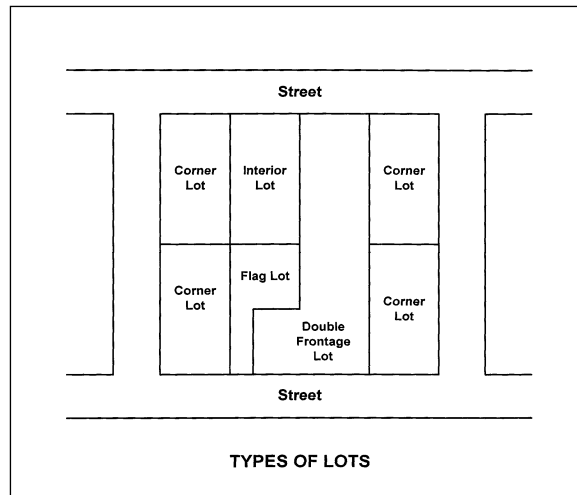 Street
Corner
Lot
Interior
Lot
Corner
Lot
Flag Lot
Corner
Lot
Corner
Lot
Double
Frontage
Lot
Street
TYPES OF LOTS